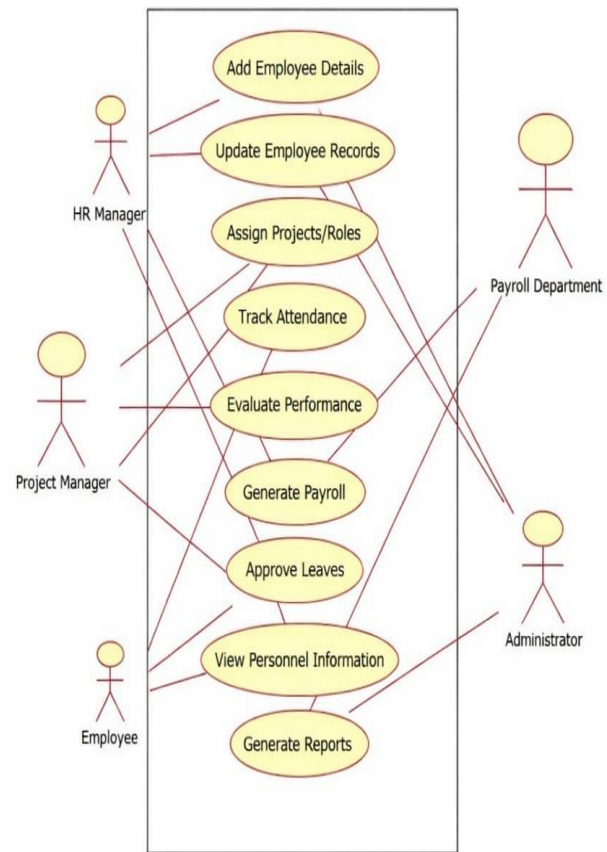 Add Employee Details
Update Employee Records
HR Manager
Assign Projects/Roles
Payroll Department
Track Attendance
Evaluate Performance
Project Manager
Generate Payroll
Approve Leaves
Administrator
View Personnel Information
Employee
Generate Reports